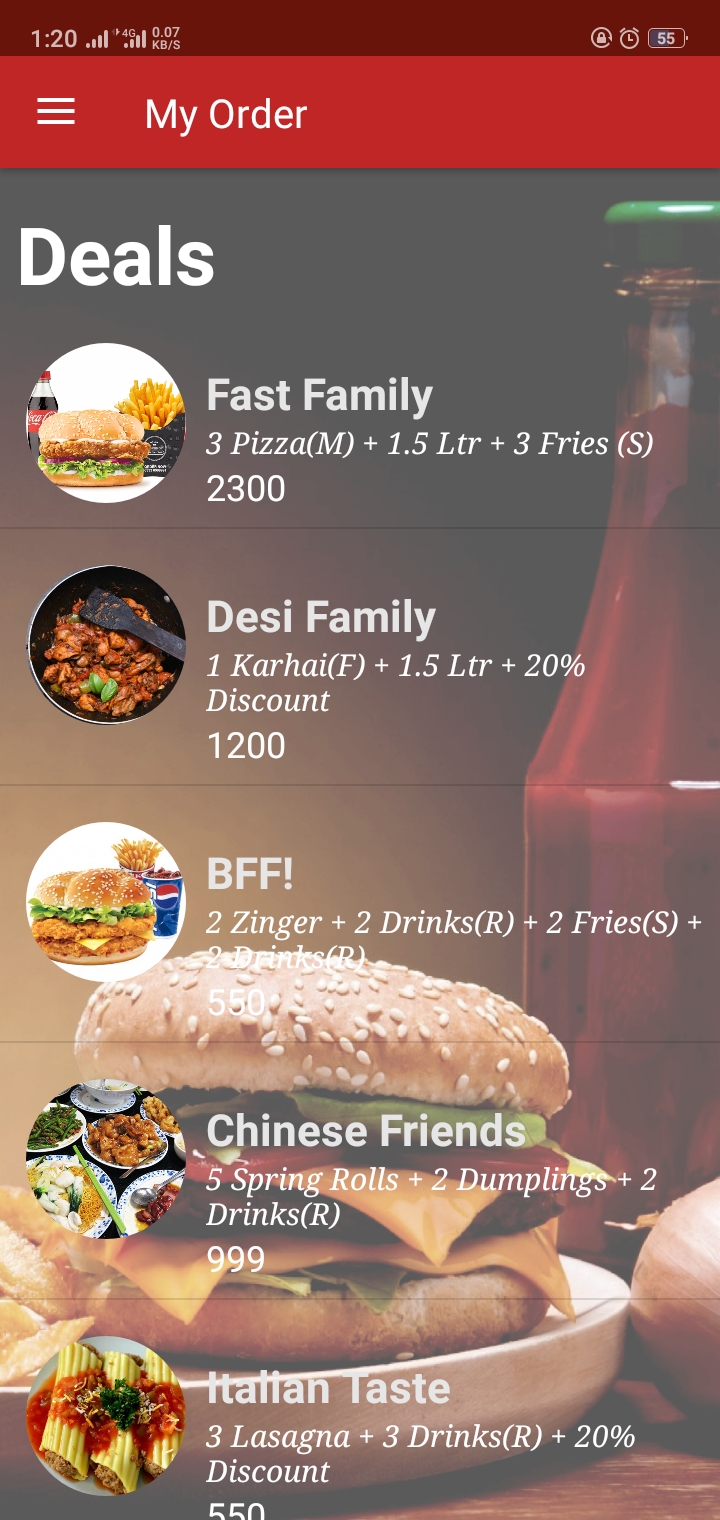 1:20 4G 0.07 KB/S 55
My Order
Deals
Fast Family
3 Pizza(M) + 1.5 Ltr + 3 Fries (S)
2300
Desi Family
1 Karhai(F) + 1.5 Ltr + 20%
Discount
1200
BFF!
2 Zinger + 2 Drinks(R) + 2 Fries(S) +
2 Drinks(R)
550
Chinese Friends
5 Spring Rolls + 2 Dumplings + 2
Drinks(R)
999
Italian Taste
3 Lasagna + 3 Drinks(R) + 20%
Discount
550